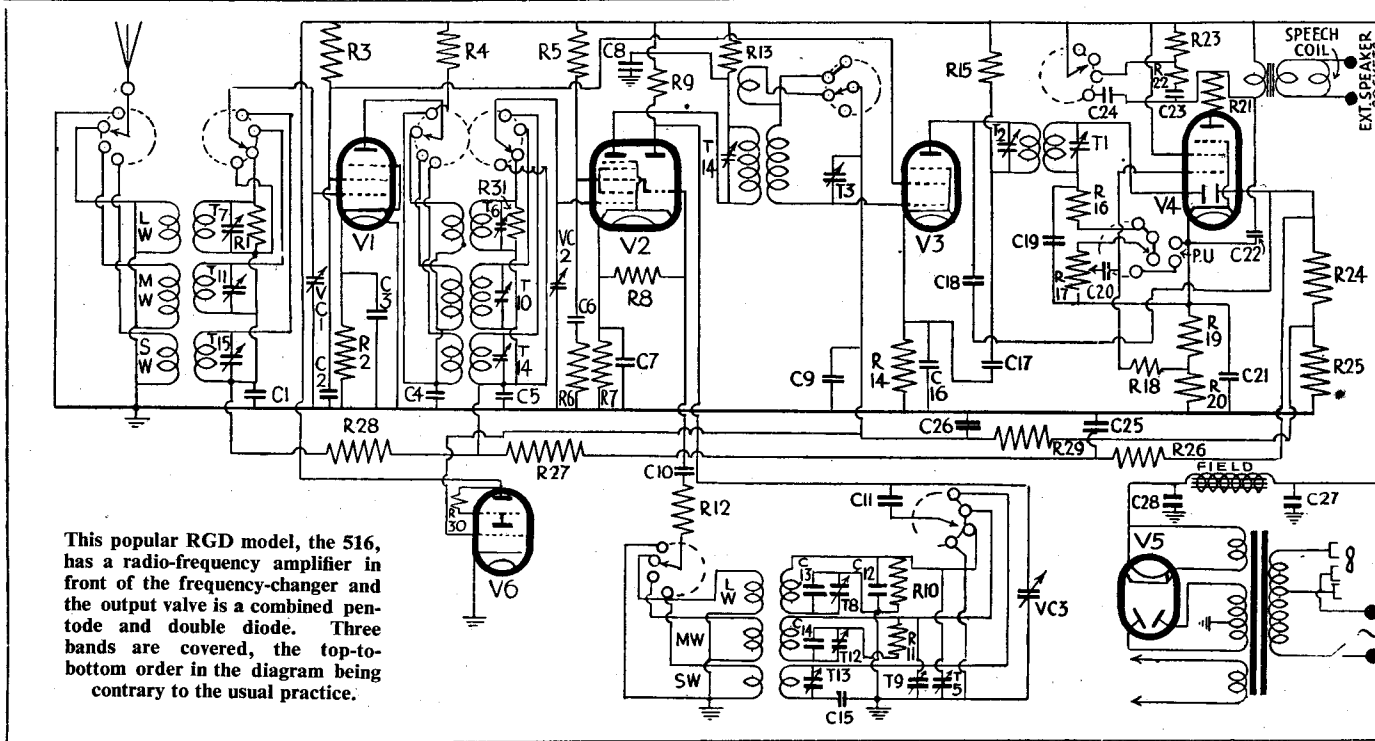 R3
R4
R5
C8
R9
R13
R15
R23
R22
C23
C24
R21
SPEECH COIL
EXT. SPEAKER
T7
R1
LW
T11
MW
T15
SW
C1
VC1
C2
V1
R2
C3
R31
T6
T10
T14
C4
C5
VC2
C6
R6
R7
C7
R8
V2
T14
T3
C9
V3
R14
C16
C18
C17
T2
T1
R16
C19
R17
C20
P.U
V4
C22
R19
R18
R20
C21
R24
R25
*
R28
R27
C10
C26
R29
C25
R26
FIELD
C28
C27
R30
V6
R12
C11
V5
LW
C13
T8
C12
R10
MW
C14
T12
R11
SW
T13
C15
T9
T5
VC3
This popular RGD model, the 516,
has a radio-frequency amplifier in
front of the frequency-changer and
the output valve is a combined pen-
tode and double diode. Three
bands are covered, the top-to-
bottom order in the diagram being
contrary to the usual practice.